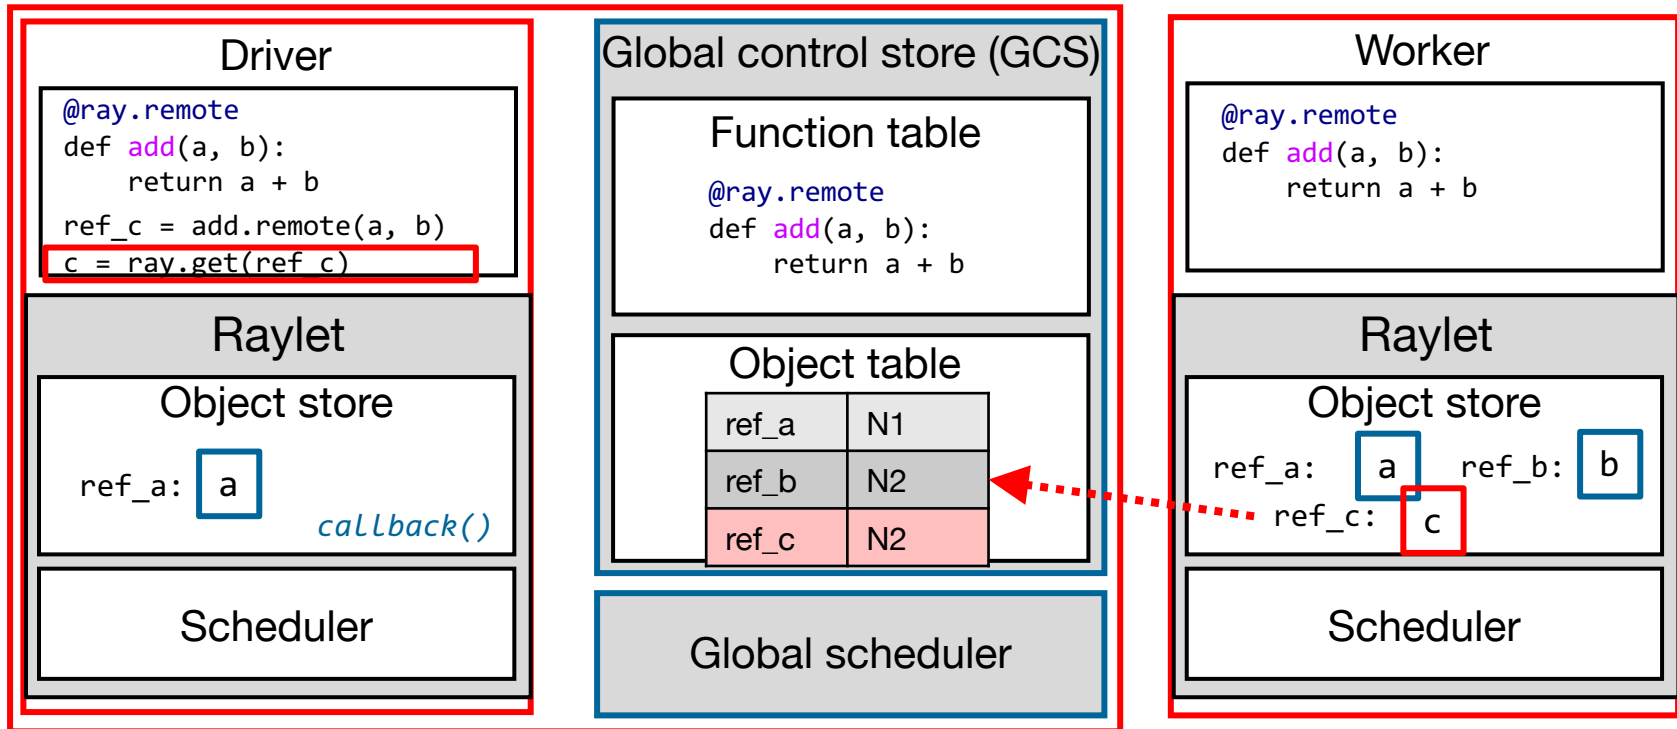 Driver
@ray.remote
def add(a, b):
    return a + b
ref_c = add.remote(a, b)
c = ray.get(ref_c)
Raylet
Object store
ref_a: a
callback()
Scheduler
Global control store (GCS)
Function table
@ray.remote
def add(a, b):
    return a + b
Object table
ref_a N1
ref_b N2
ref_c N2
Global scheduler
Worker
@ray.remote
def add(a, b):
    return a + b
Raylet
Object store
ref_a: a ref_b: b
ref_c: c
Scheduler